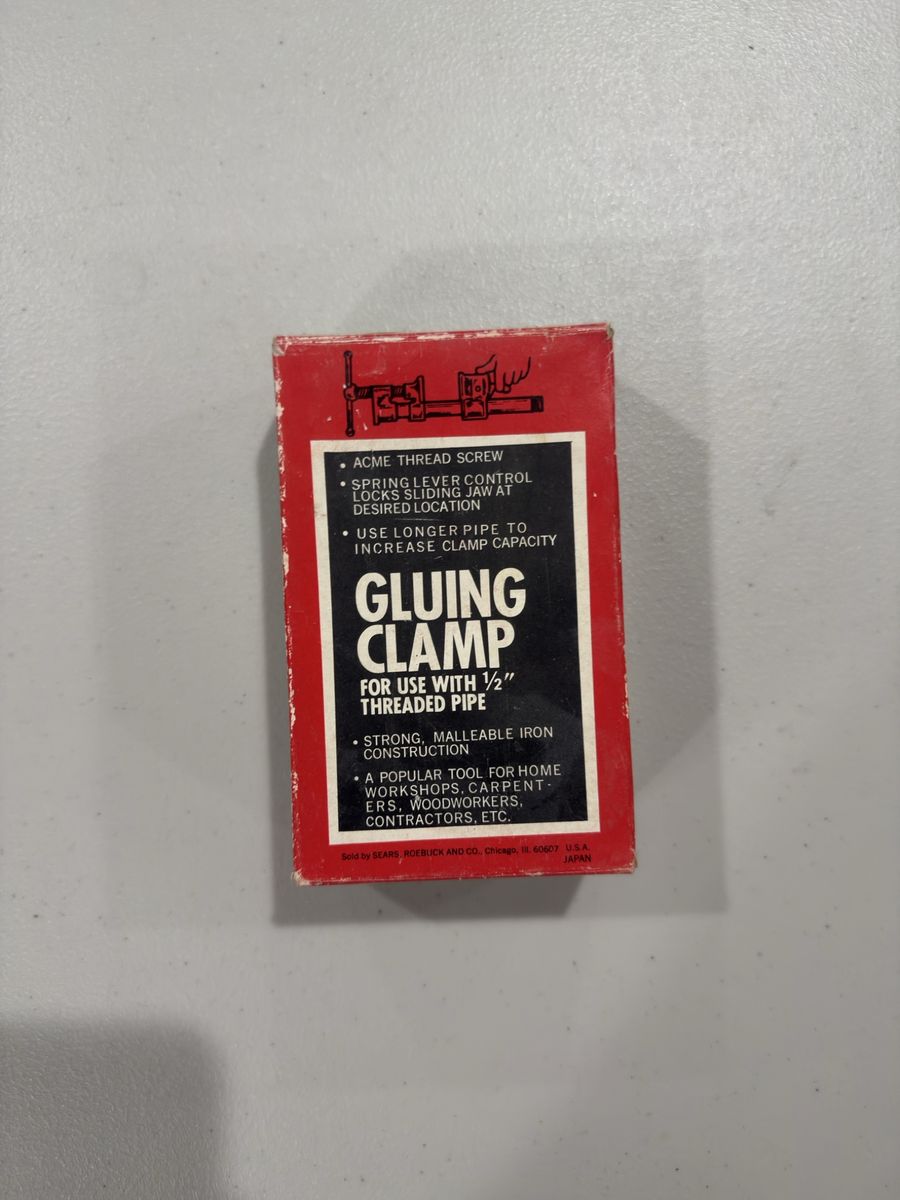 • ACME THREAD SCREW
• SPRING LEVER CONTROL
LOCKS SLIDING JAW AT
DESIRED LOCATION
• USE LONGER PIPE TO
INCREASE CLAMP CAPACITY
GLUING
CLAMP
FOR USE WITH 1/2"
THREADED PIPE
• STRONG, MALLEABLE IRON
CONSTRUCTION
• A POPULAR TOOL FOR HOME
WORKSHOPS, CARPENT-
ERS, WOODWORKERS,
CONTRACTORS, ETC.
Sold by SEARS, ROEBUCK AND CO., Chicago, Ill. 60607 U.S.A.
JAPAN